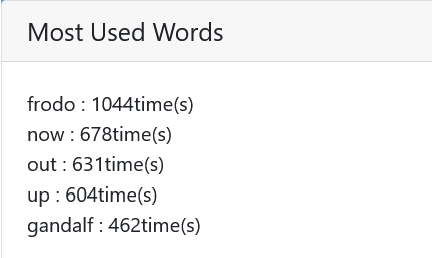 Most Used Words
frodo : 1044time(s)
now : 678time(s)
out : 631time(s)
up : 604time(s)
gandalf : 462time(s)